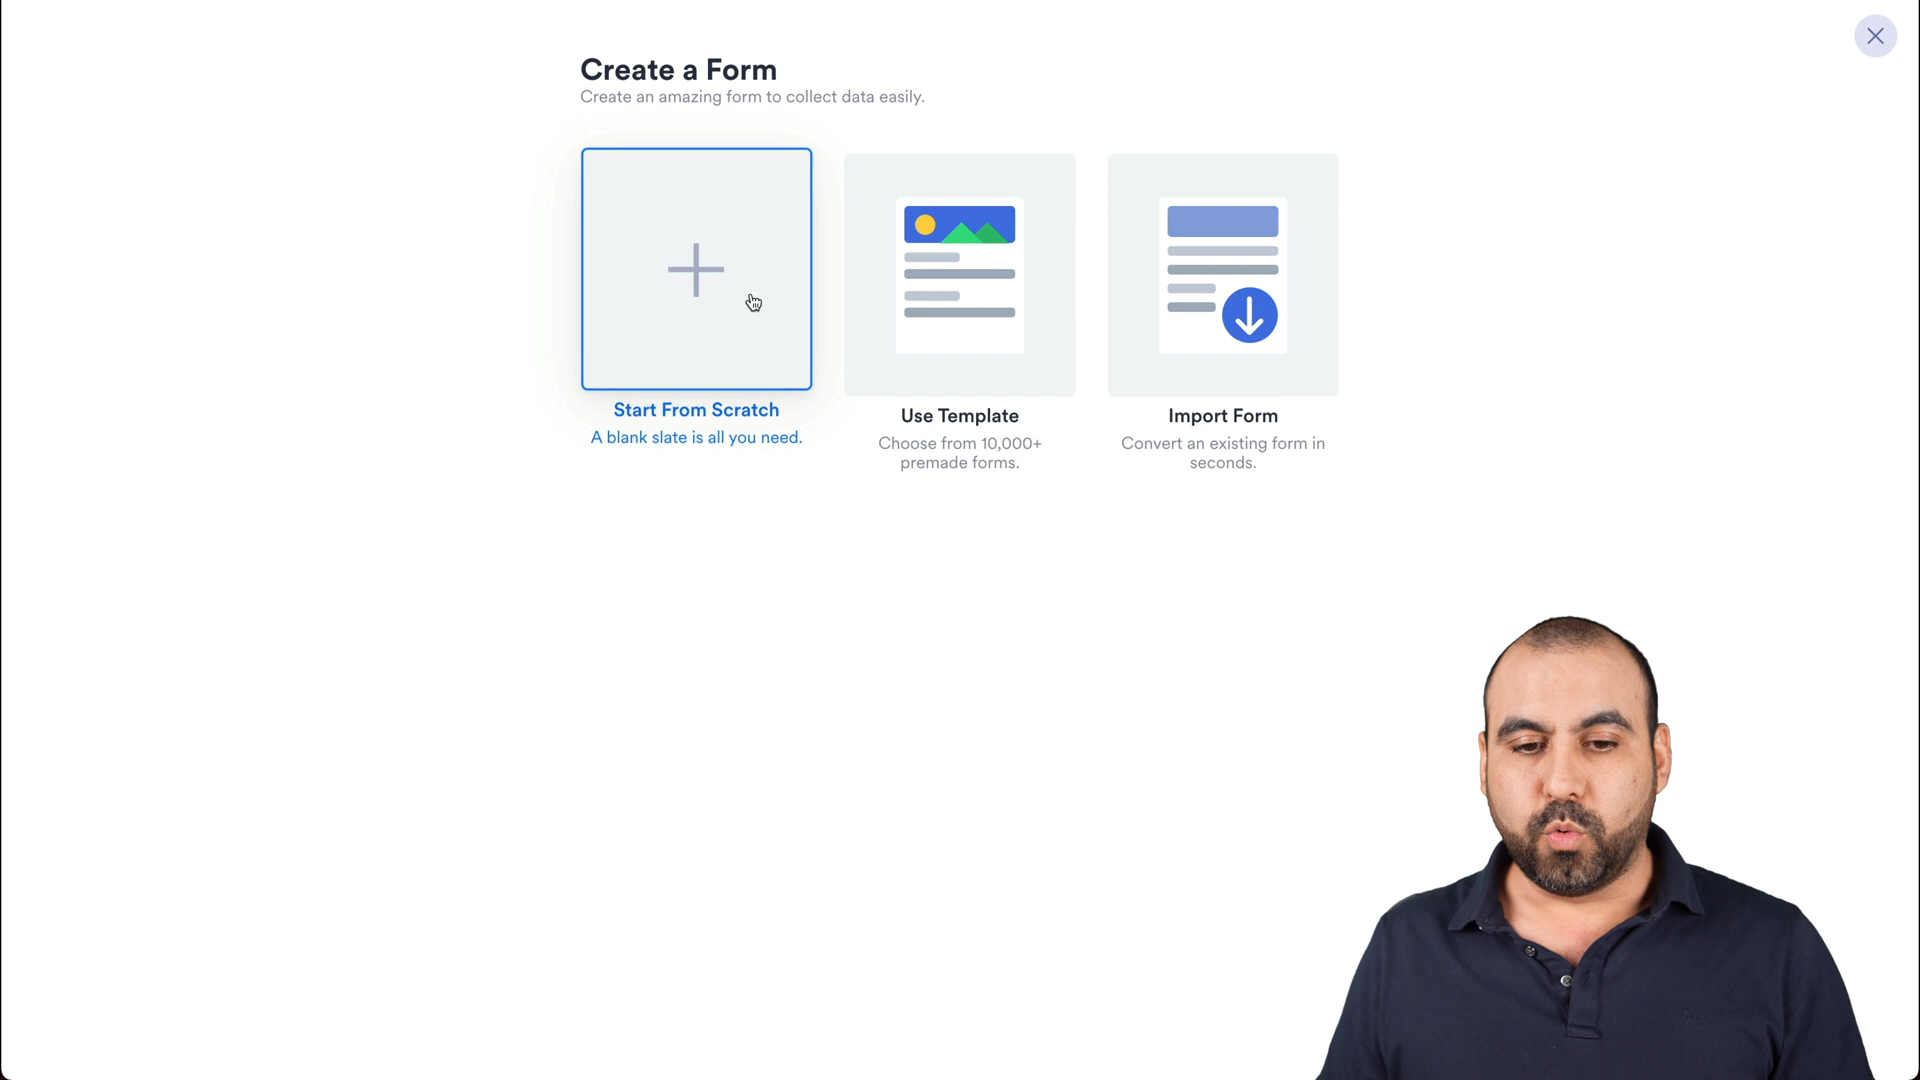 Create a Form
Create an amazing form to collect data easily.
Start From Scratch
A blank slate is all you need.
Use Template
Choose from 10,000+
premade forms.
Import Form
Convert an existing form in
seconds.